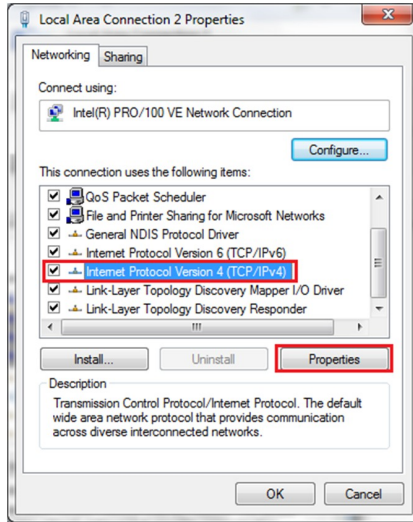 Local Area Connection 2 Properties
Networking Sharing
Connect using:
Intel(R) PRO/100 VE Network Connection
Configure...
This connection uses the following items:
QoS Packet Scheduler
File and Printer Sharing for Microsoft Networks
General NDIS Protocol Driver
Internet Protocol Version 6 (TCP/IPv6)
Internet Protocol Version 4 (TCP/IPv4)
Link-Layer Topology Discovery Mapper I/O Driver
Link-Layer Topology Discovery Responder
Install... Uninstall Properties
Description
Transmission Control Protocol/Internet Protocol. The default
wide area network protocol that provides communication
across diverse interconnected networks.
OK Cancel